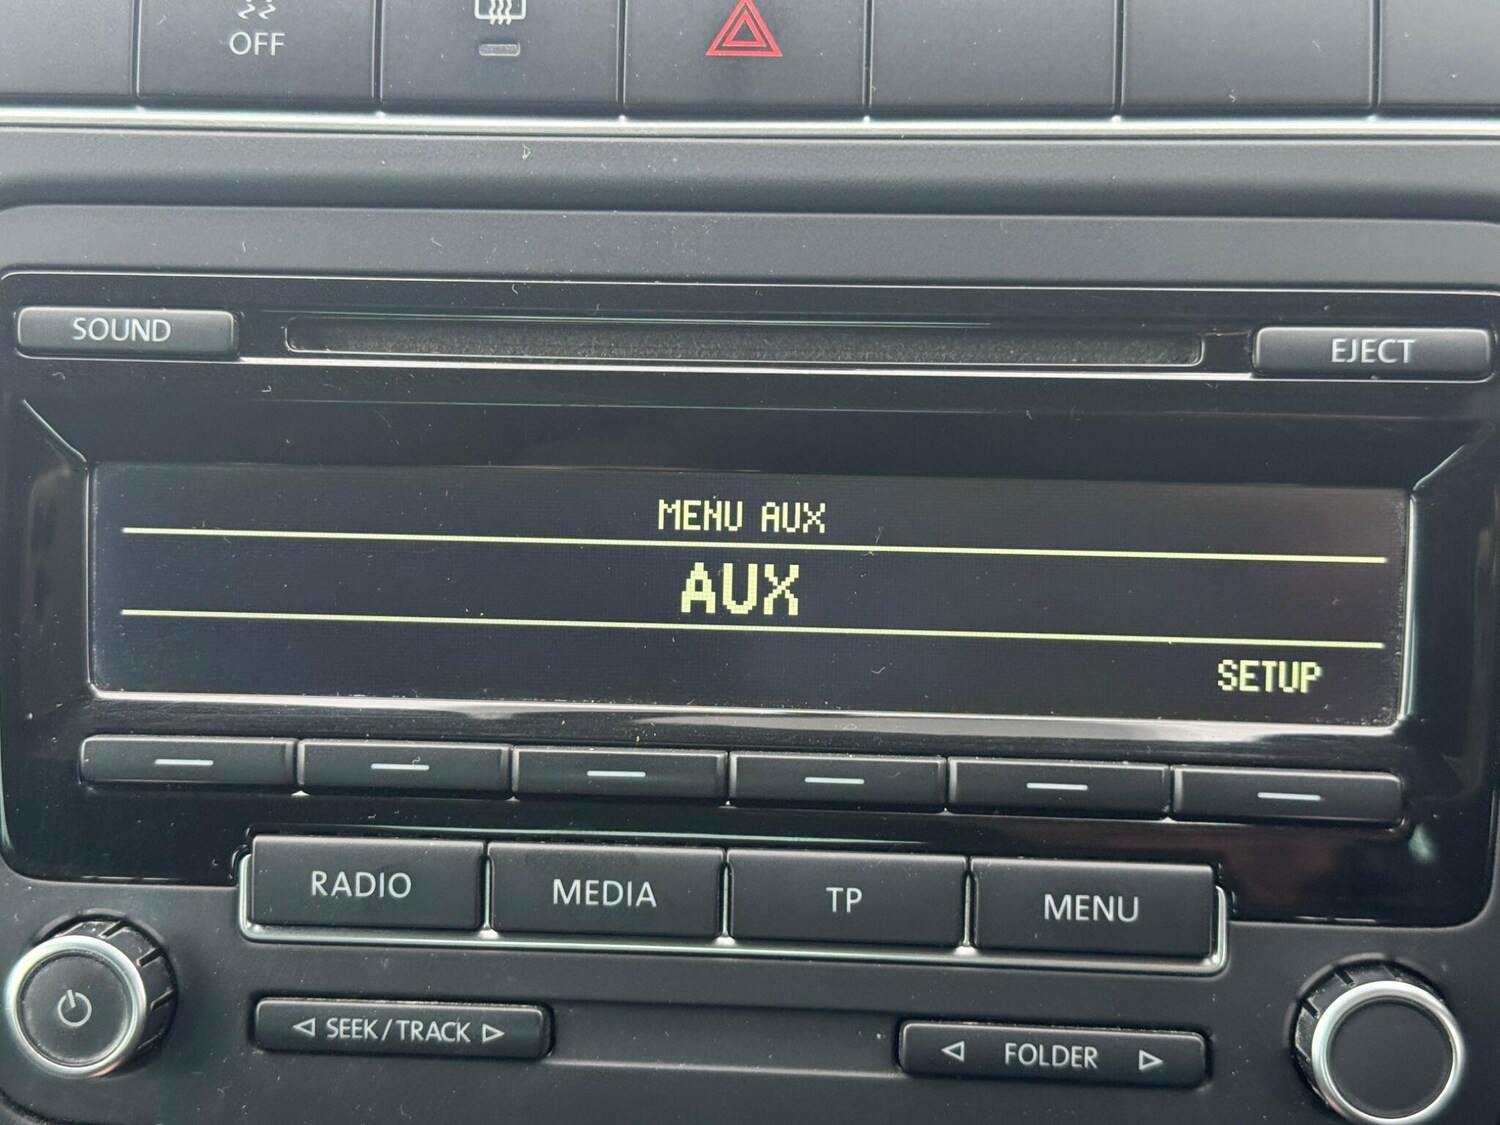 OFF
SOUND
EJECT
MENU AUX
AUX
SETUP
RADIO
MEDIA
TP
MENU
SEEK/TRACK
FOLDER